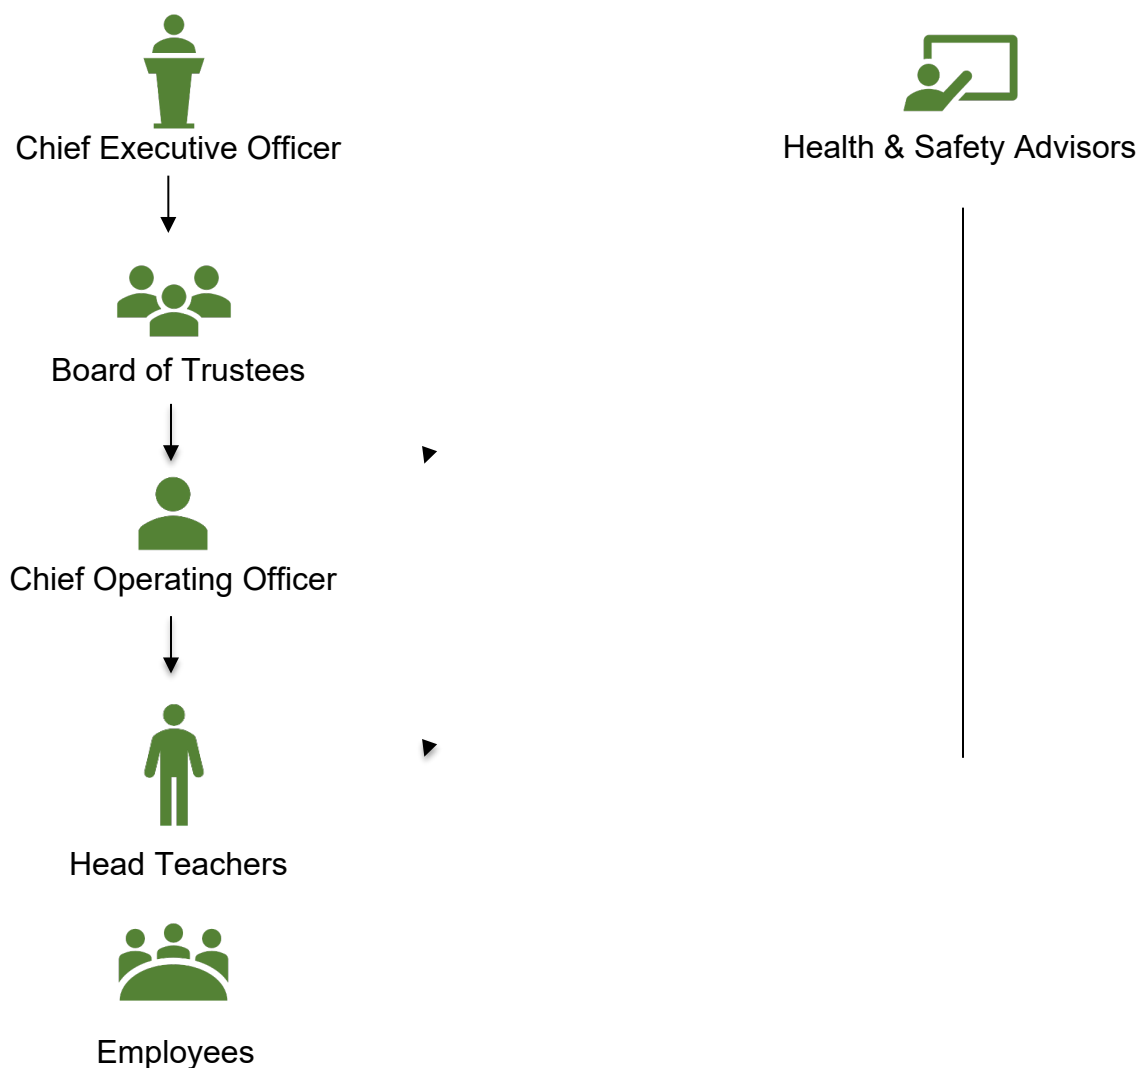 Chief Executive Officer
Health & Safety Advisors
Board of Trustees
Chief Operating Officer
Head Teachers
Employees